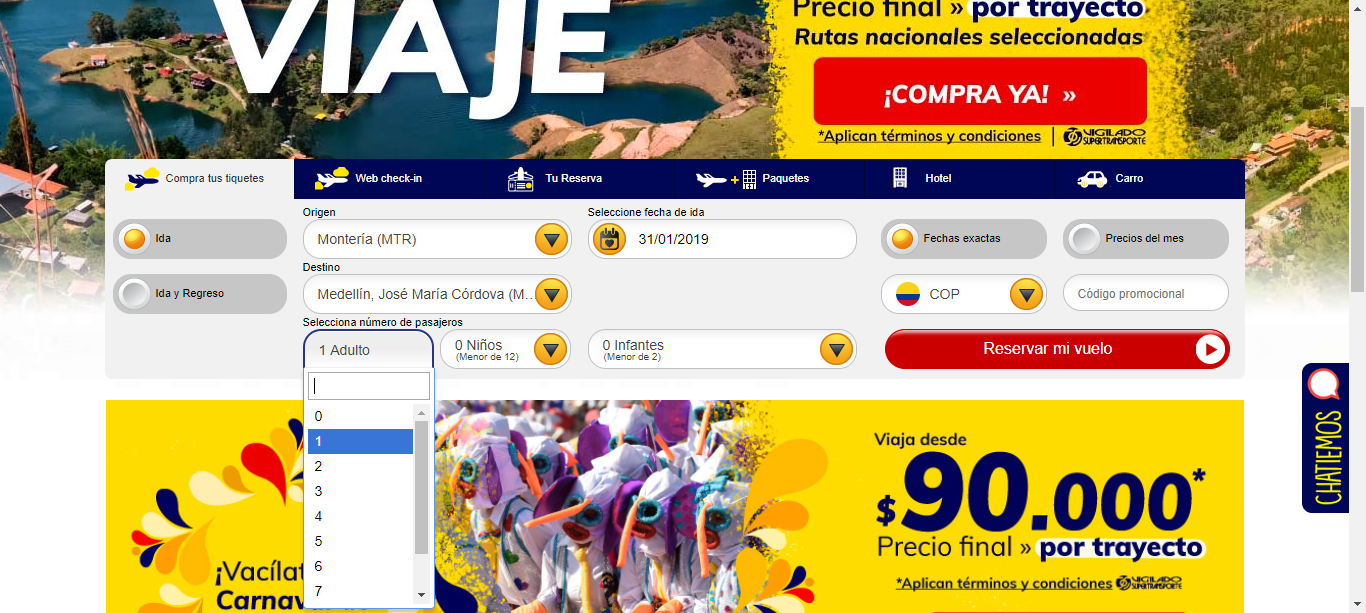 VIAJE
Precio final » por trayecto
Rutas nacionales seleccionadas
¡COMPRA YA! »
*Aplican términos y condiciones | VIGILADO
SUPERTRANSPORTE
Compra tus tiquetes
Web check-in
Tu Reserva
Paquetes
Hotel
Carro
Ida
Ida y Regreso
Origen
Montería (MTR)
Seleccione fecha de ida
31/01/2019
Fechas exactas
Precios del mes
Destino
Medellín, José María Córdova (M...
COP
Código promocional
Selecciona número de pasajeros
1 Adulto
0 Niños
(Menor de 12)
0 Infantes
(Menor de 2)
Reservar mi vuelo
0
1
2
3
4
5
6
7
CHATIEMOS
¡Vacílat
Carnav
Viaja desde
$90.000*
Precio final » por trayecto
*Aplican términos y condiciones VIGILADO
SUPERTRANSPORTE